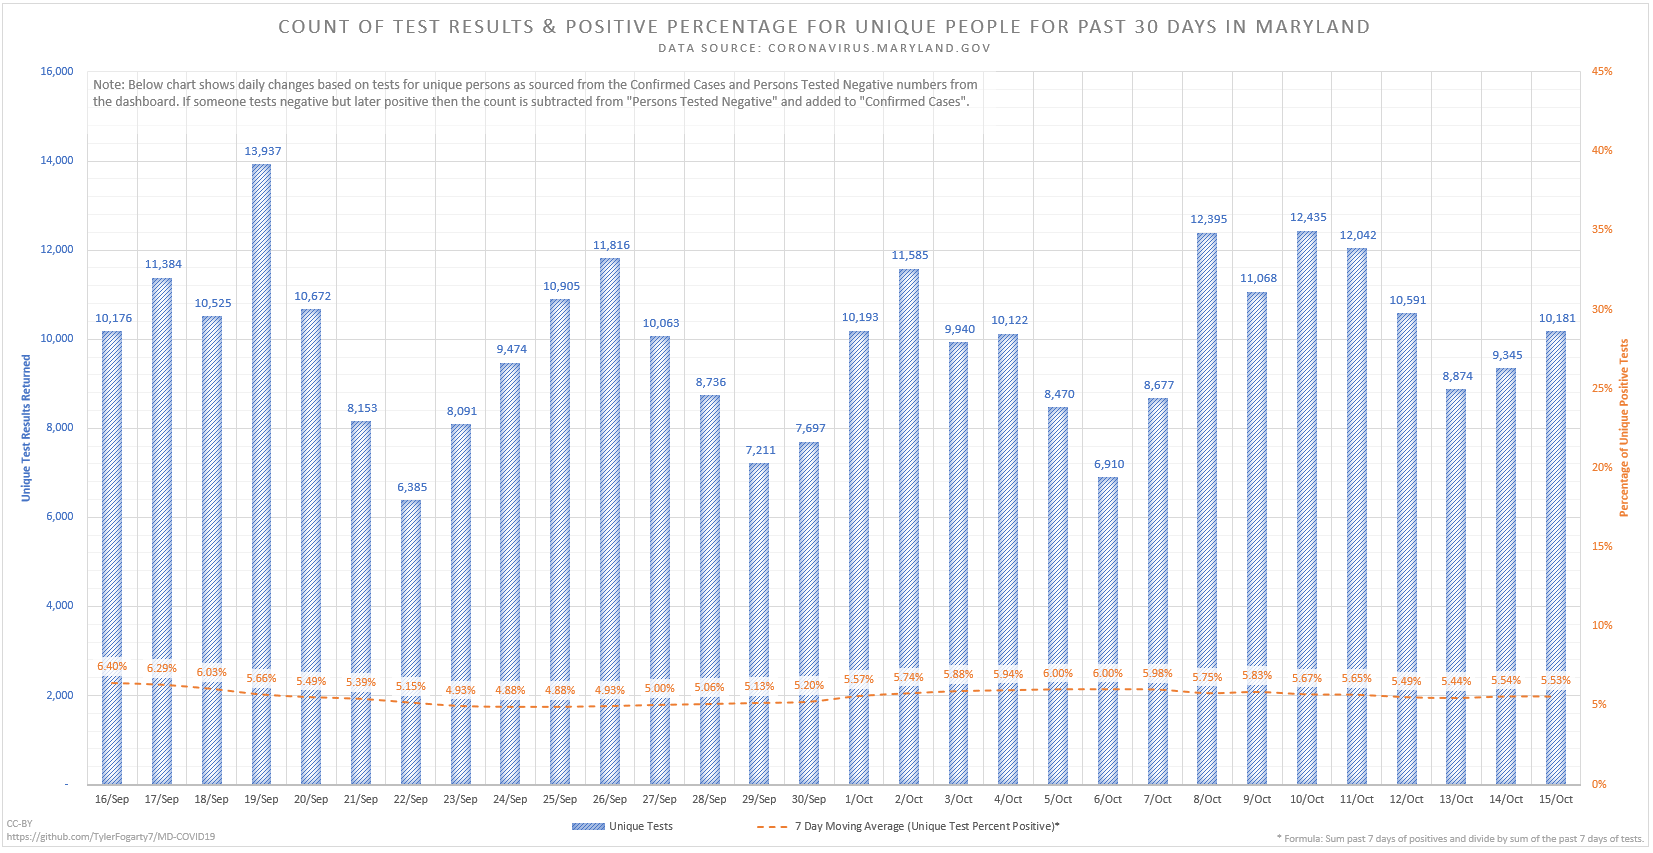 COUNT OF TEST RESULTS & POSITIVE PERCENTAGE FOR UNIQUE PEOPLE FOR PAST 30 DAYS IN MARYLAND
DATA SOURCE: CORONAVIRUS.MARYLAND.GOV
Note: Below chart shows daily changes based on tests for unique persons as sourced from the Confirmed Cases and Persons Tested Negative numbers from
the dashboard. If someone tests negative but later positive then the count is subtracted from "Persons Tested Negative" and added to "Confirmed Cases".
Unique Test Results Returned
16,000
14,000
12,000
10,000
8,000
6,000
4,000
2,000
-
10,176 11,384 10,525 13,937 10,672 8,153 6,385 8,091 9,474 10,905 11,816 10,063 8,736 7,211 7,697 10,193 11,585 9,940 10,122 8,470 6,910 8,677 12,395 11,068 12,435 12,042 10,591 8,874 9,345 10,181
6.40% 6.29% 6.03% 5.66% 5.49% 5.39% 5.15% 4.93% 4.88% 4.88% 4.93% 5.00% 5.06% 5.13% 5.20% 5.57% 5.74% 5.88% 5.94% 6.00% 6.00% 5.98% 5.75% 5.83% 5.67% 5.65% 5.49% 5.44% 5.54% 5.53%
45%
40%
35%
30%
25%
20%
15%
10%
5%
0%
Percentage of Unique Positive Tests
16/Sep 17/Sep 18/Sep 19/Sep 20/Sep 21/Sep 22/Sep 23/Sep 24/Sep 25/Sep 26/Sep 27/Sep 28/Sep 29/Sep 30/Sep 1/Oct 2/Oct 3/Oct 4/Oct 5/Oct 6/Oct 7/Oct 8/Oct 9/Oct 10/Oct 11/Oct 12/Oct 13/Oct 14/Oct 15/Oct
Unique Tests 7 Day Moving Average (Unique Test Percent Positive)*
CC-BY
https://github.com/TylerFogarty7/MD-COVID19
* Formula: Sum past 7 days of positives and divide by sum of the past 7 days of tests.